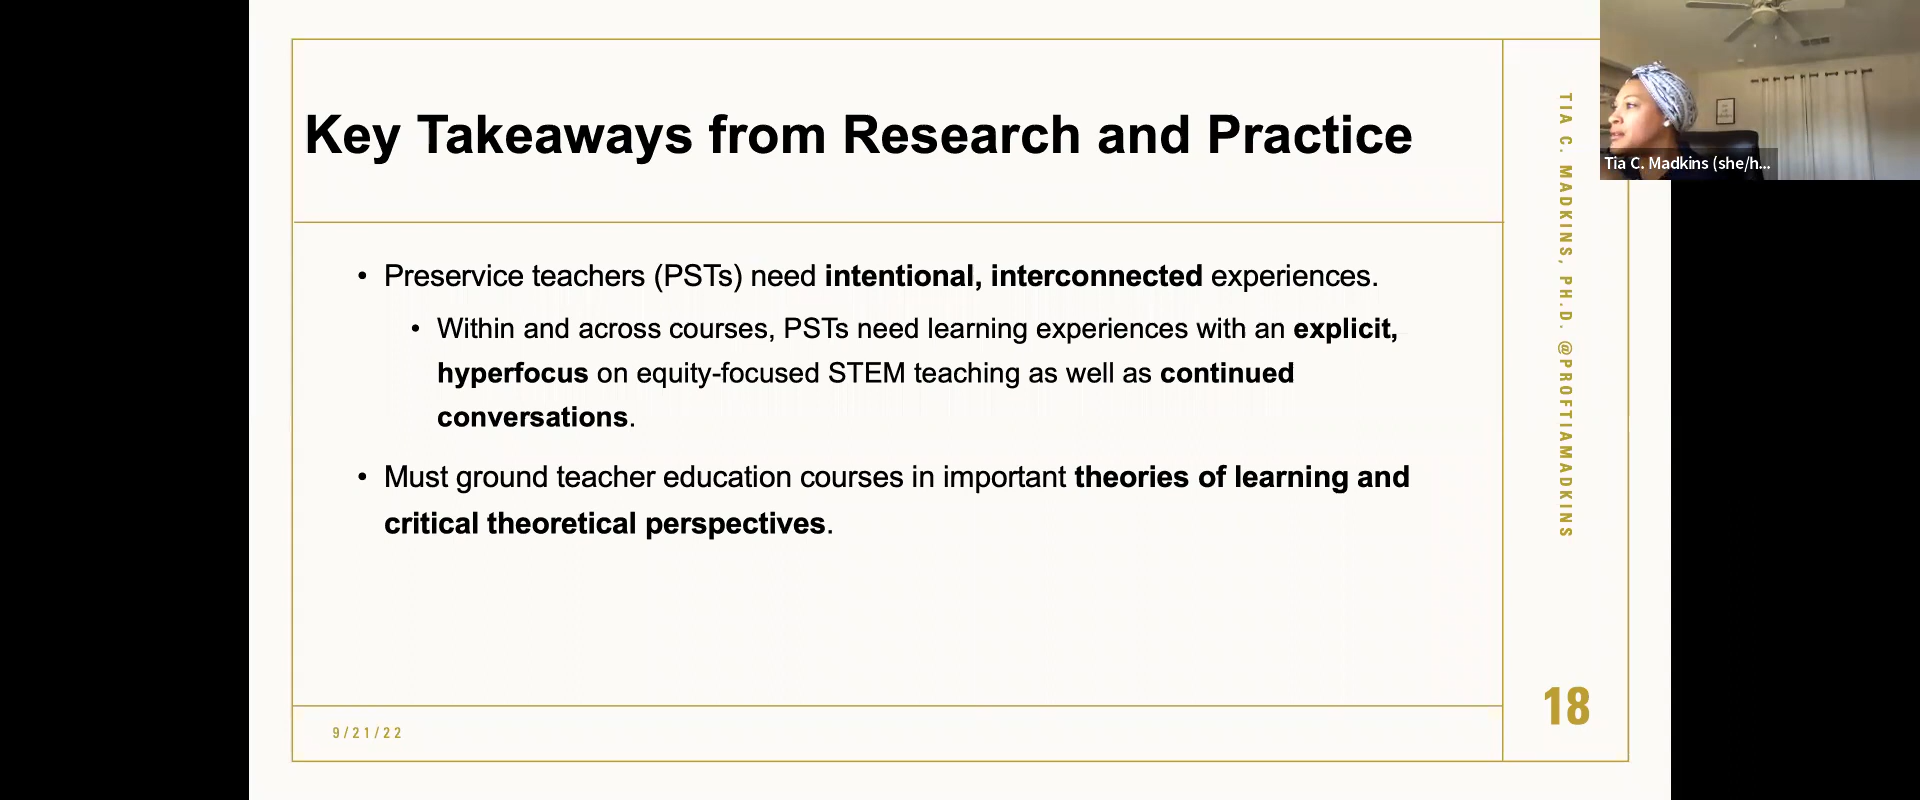 Key Takeaways from Research and Practice
• Preservice teachers (PSTs) need intentional, interconnected experiences.
• Within and across courses, PSTs need learning experiences with an explicit,
hyperfocus on equity-focused STEM teaching as well as continued
conversations.
• Must ground teacher education courses in important theories of learning and
critical theoretical perspectives.
9/21/22
TIA C. MADKINS, PH.D. @PROFTIAMADKINS
18
Tia C. Madkins (she/h...